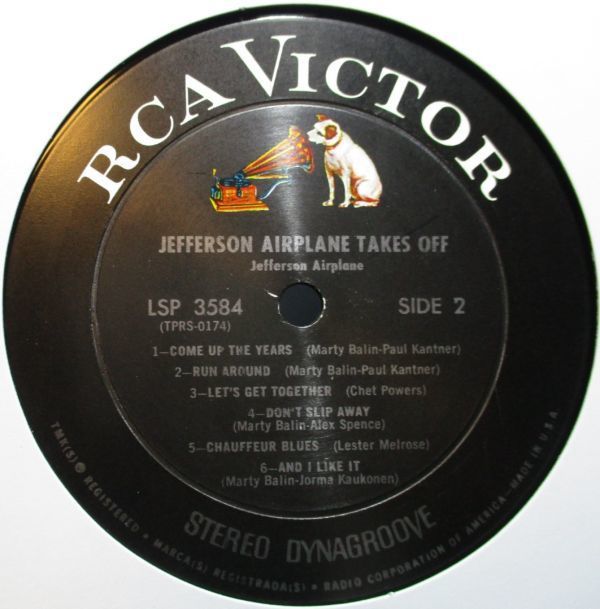 RCA VICTOR
JEFFERSON AIRPLANE TAKES OFF
Jefferson Airplane
LSP 3584
SIDE 2
(TPRS-0174)
1—COME UP THE YEARS (Marty Balin-Paul Kantner)
2—RUN AROUND (Marty Balin-Paul Kantner)
3—LET'S GET TOGETHER (Chet Powers)
4—DON'T SLIP AWAY
(Marty Balin-Alex Spence)
5—CHAUFFEUR BLUES (Lester Melrose)
6—AND I LIKE IT
(Marty Balin-Jorma Kaukonen)
STEREO DYNAGROOVE
TMK(S) ® REGISTERED • MARCA(S) REGISTRADA(S) • RADIO CORPORATION OF AMERICA—MADE IN U.S.A.